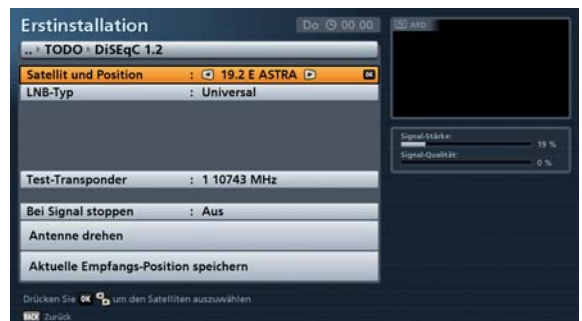 Erstinstallation
Do 00 00
.. TODO DiSEqC 1.2
Satellit und Position : 19.2 E ASTRA OK
LNB-Typ : Universal
Test-Transponder : 1 10743 MHz
Bei Signal stoppen : Aus
Antenne drehen
Aktuelle Empfangs-Position speichern
Drücken Sie OK um den Satelliten auszuwählen
BACK Zurück
TV ARD
Signal-Stärke:
19 %
Signal-Qualität:
0 %